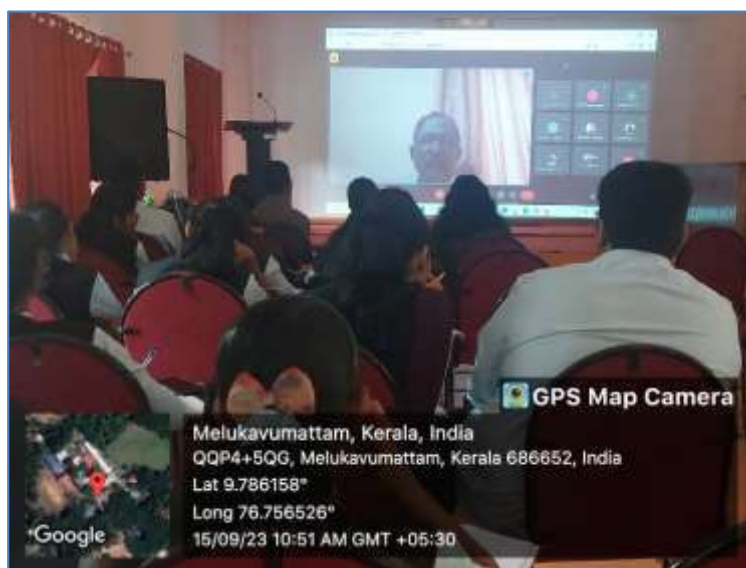 GPS Map Camera
Melukavumattam, Kerala, India
QQP4+5QG, Melukavumattam, Kerala 686652, India
Lat 9.786158°
Long 76.756526°
15/09/23 10:51 AM GMT +05:30
Google